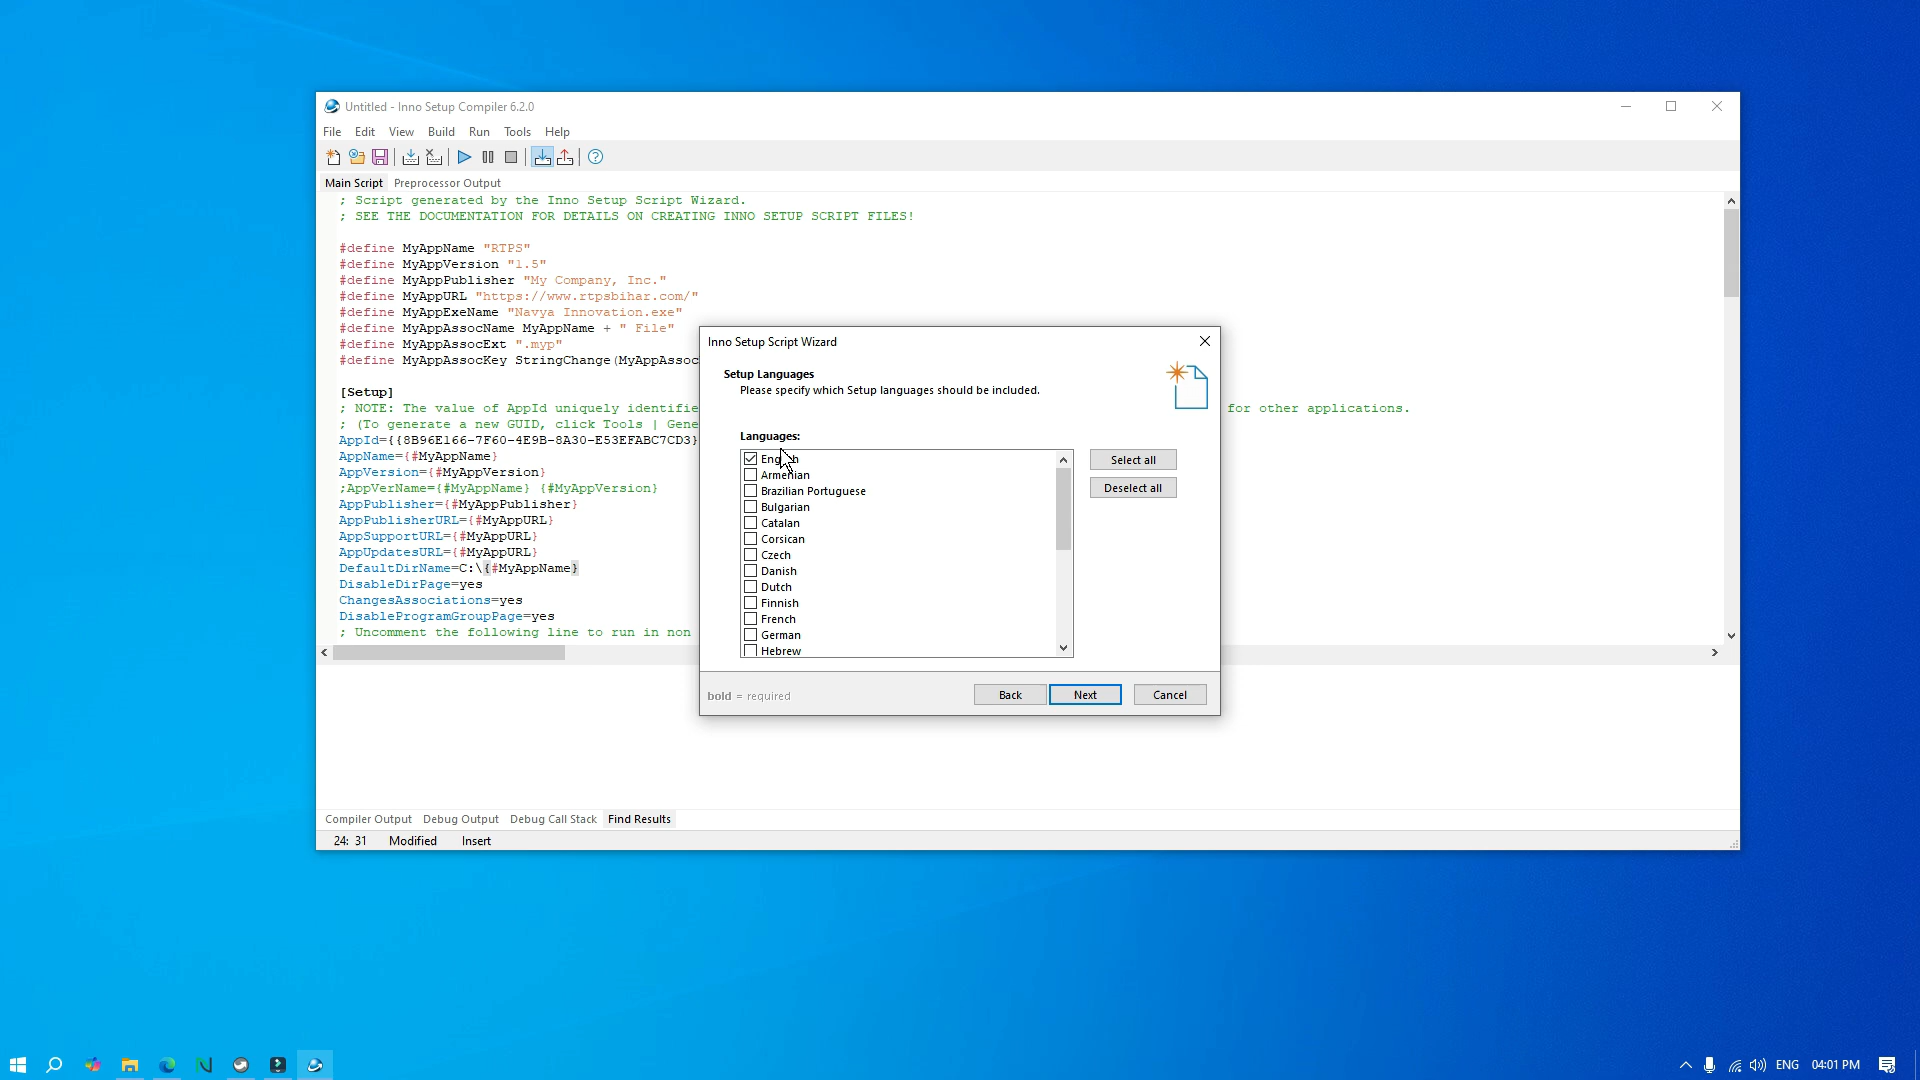 Untitled - Inno Setup Compiler 6.2.0
File Edit View Build Run Tools Help
Main Script Preprocessor Output
; Script generated by the Inno Setup Script Wizard.
; SEE THE DOCUMENTATION FOR DETAILS ON CREATING INNO SETUP SCRIPT FILES!
#define MyAppName "RTPS"
#define MyAppVersion "1.5"
#define MyAppPublisher "My Company, Inc."
#define MyAppURL "https://www.rtpsbihar.com/"
#define MyAppExeName "Navya Innovation.exe"
#define MyAppAssocName MyAppName + " File"
#define MyAppAssocExt ".myp"
#define MyAppAssocKey StringChange(MyAppAssoc
[Setup]
; NOTE: The value of AppId uniquely identifie for other applications.
; (To generate a new GUID, click Tools | Gene
AppId={{8B96E166-7F60-4E9B-8A30-E53EFABC7CD3}
AppName={#MyAppName}
AppVersion={#MyAppVersion}
;AppVerName={#MyAppName} {#MyAppVersion}
AppPublisher={#MyAppPublisher}
AppPublisherURL={#MyAppURL}
AppSupportURL={#MyAppURL}
AppUpdatesURL={#MyAppURL}
DefaultDirName=C:\{#MyAppName}
DisableDirPage=yes
ChangesAssociations=yes
DisableProgramGroupPage=yes
; Uncomment the following line to run in non
Inno Setup Script Wizard
Setup Languages
Please specify which Setup languages should be included.
Languages:
English
Armenian
Brazilian Portuguese
Bulgarian
Catalan
Corsican
Czech
Danish
Dutch
Finnish
French
German
Hebrew
Select all
Deselect all
bold = required
Back Next Cancel
Compiler Output Debug Output Debug Call Stack Find Results
24: 31 Modified Insert
ENG 04:01 PM